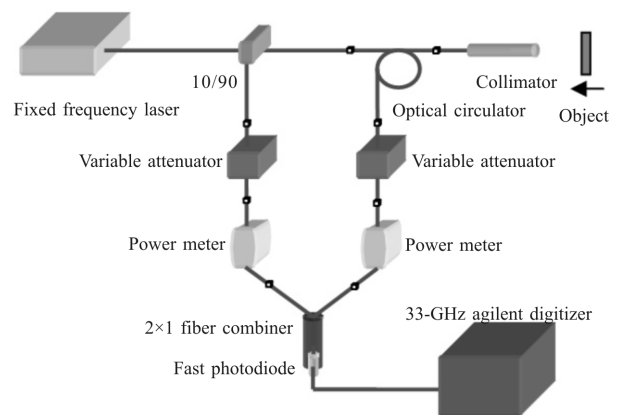 10/90
Collimator
Fixed frequency laser
Optical circulator
Object
Variable attenuator
Variable attenuator
Power meter
Power meter
33-GHz agilent digitizer
2×1 fiber combiner
Fast photodiode